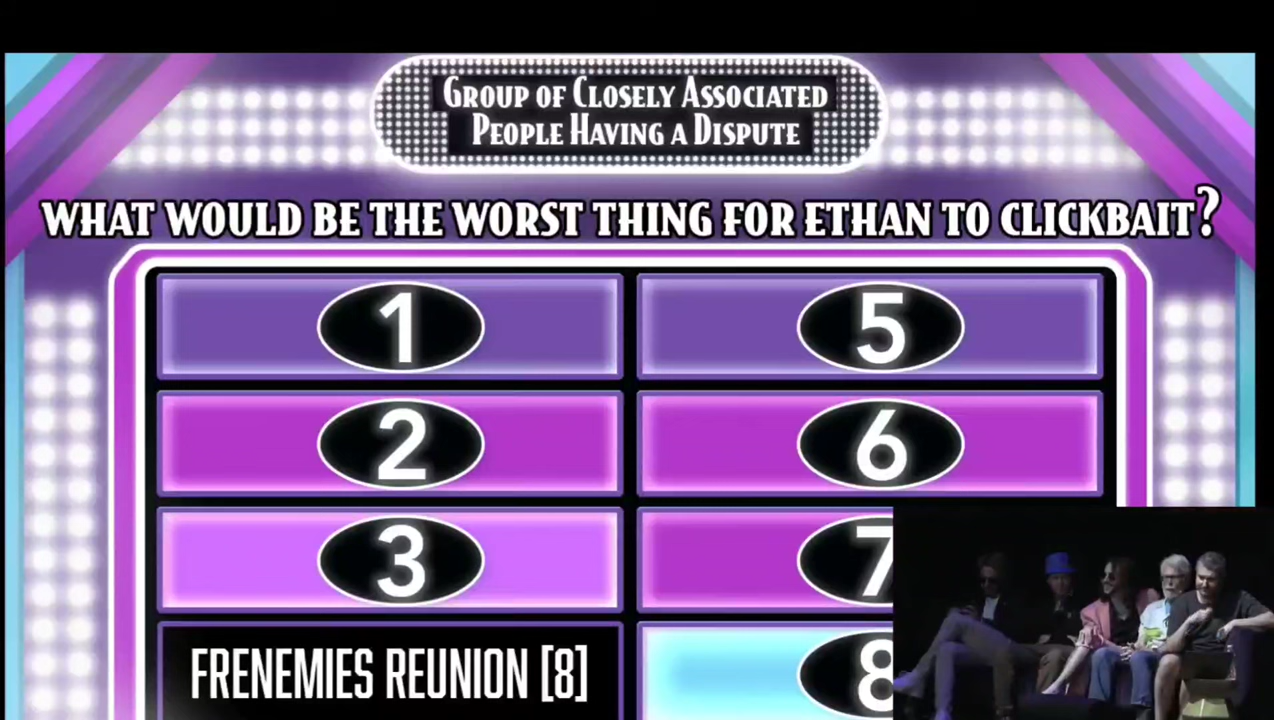 GROUP OF CLOSELY ASSOCIATED
PEOPLE HAVING A DISPUTE
WHAT WOULD BE THE WORST THING FOR ETHAN TO CLICKBAIT?
1
5
2
6
3
7
FRENEMIES REUNION [8]
8